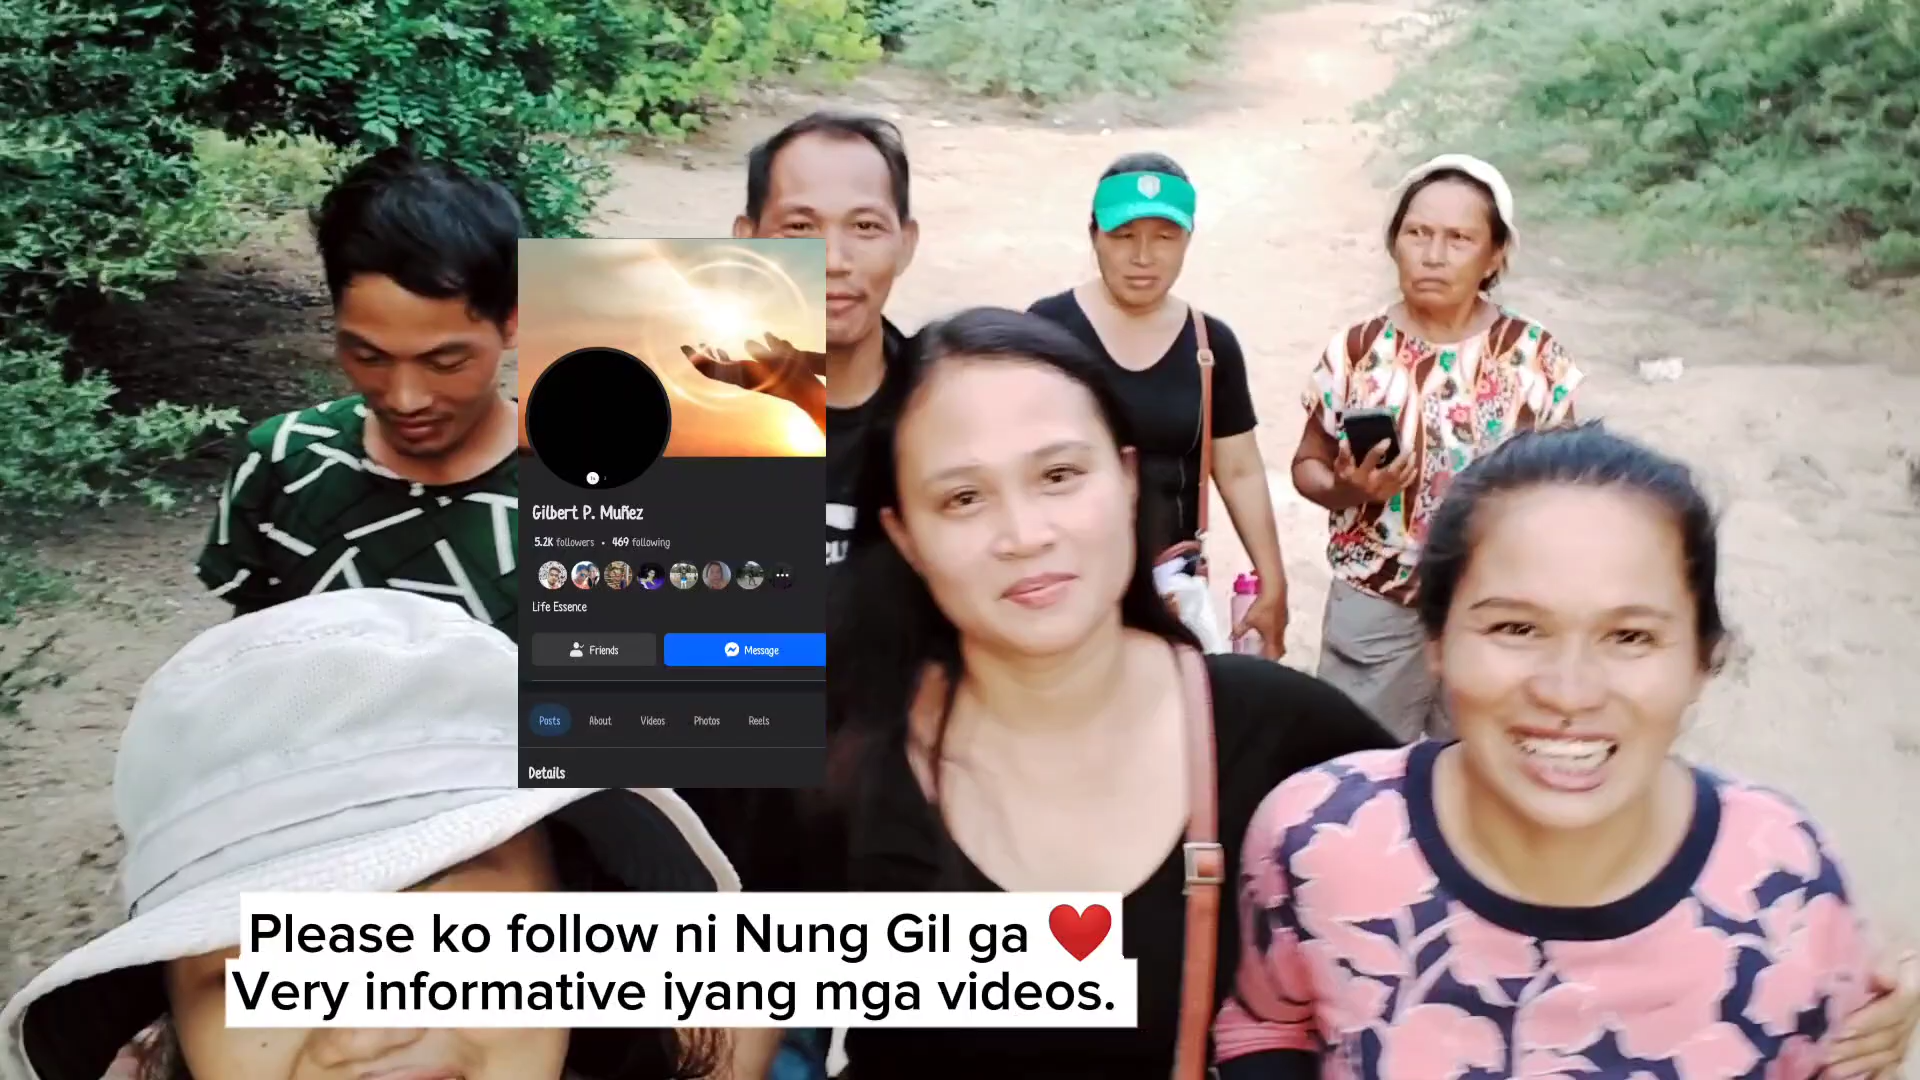 Gilbert P. Muñez
5.2K followers • 469 following
Life Essence
Friends
Message
Posts
About
Videos
Photos
Reels
Details
Please ko follow ni Nung Gil ga ❤️
Very informative iyang mga videos.